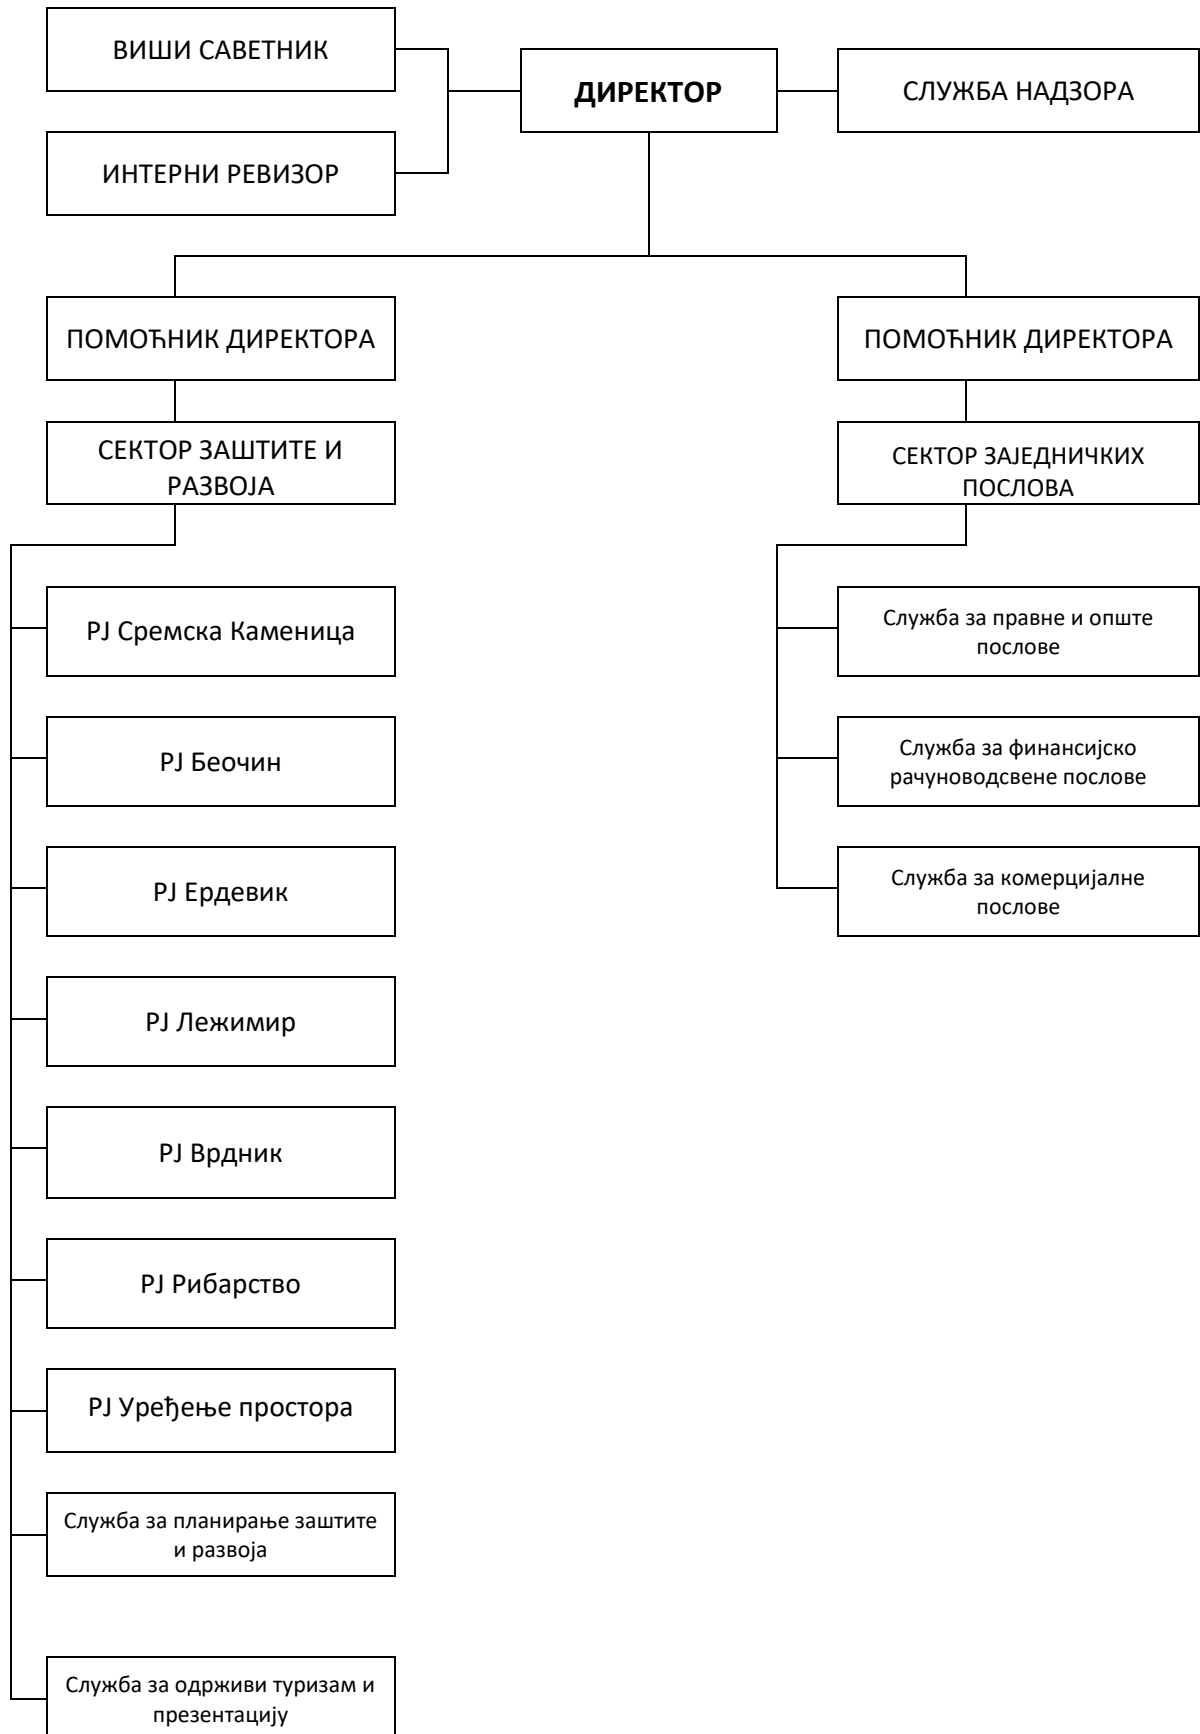 ВИШИ САВЕТНИК
ДИРЕКТОР
СЛУЖБА НАДЗОРА
ИНТЕРНИ РЕВИЗОР
ПОМОЋНИК ДИРЕКТОРА
ПОМОЋНИК ДИРЕКТОРА
СЕКТОР ЗАШТИТЕ И
РАЗВОЈА
СЕКТОР ЗАЈЕДНИЧКИХ
ПОСЛОВА
РЈ Сремска Каменица
РЈ Беочин
РЈ Ердевик
РЈ Лежимир
РЈ Врдник
РЈ Рибарство
РЈ Уређење простора
Служба за планирање заштите
и развоја
Служба за одрживи туризам и
презентацију
Служба за правне и опште
послове
Служба за финансијско
рачуноводсвене послове
Служба за комерцијалне
послове